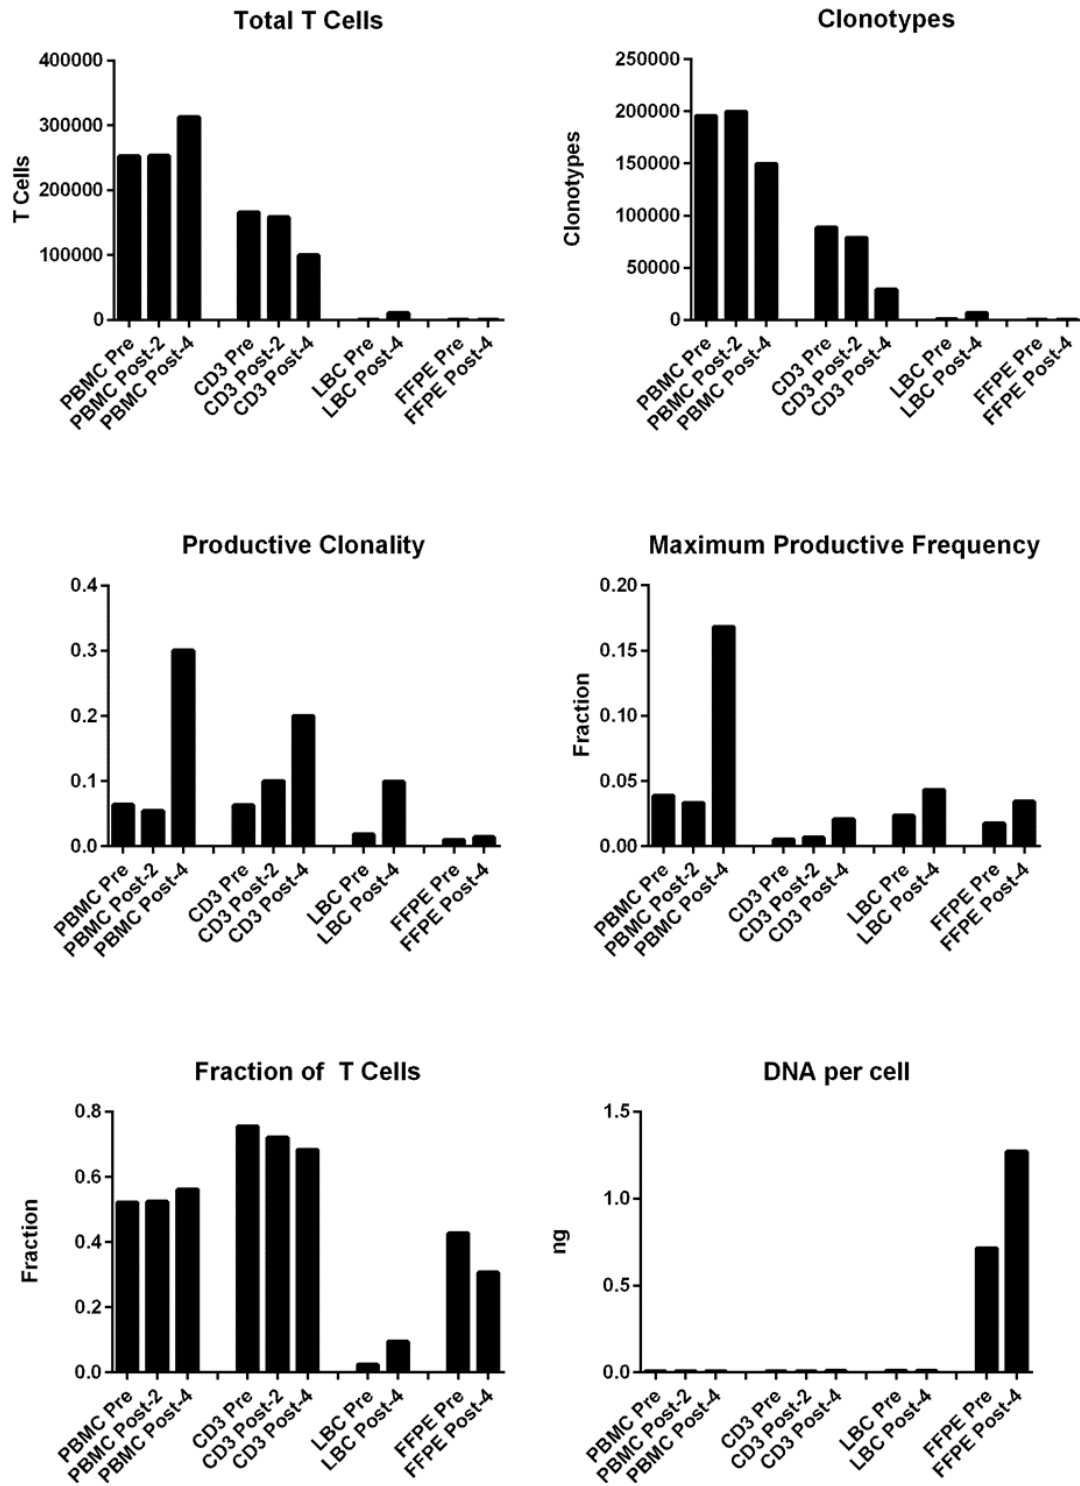 Total T Cells
T Cells
400000
300000
200000
100000
0
PBMC Pre
PBMC Post-2
PBMC Post-4
CD3 Pre
CD3 Post-2
CD3 Post-4
LBC Pre
LBC Post-4
FFPE Pre
FFPE Post-4
Clonotypes
Clonotypes
250000
200000
150000
100000
50000
0
PBMC Pre
PBMC Post-2
PBMC Post-4
CD3 Pre
CD3 Post-2
CD3 Post-4
LBC Pre
LBC Post-4
FFPE Pre
FFPE Post-4
Productive Clonality
0.4
0.3
0.2
0.1
0.0
PBMC Pre
PBMC Post-2
PBMC Post-4
CD3 Pre
CD3 Post-2
CD3 Post-4
LBC Pre
LBC Post-4
FFPE Pre
FFPE Post-4
Maximum Productive Frequency
Fraction
0.20
0.15
0.10
0.05
0.00
PBMC Pre
PBMC Post-2
PBMC Post-4
CD3 Pre
CD3 Post-2
CD3 Post-4
LBC Pre
LBC Post-4
FFPE Pre
FFPE Post-4
Fraction of T Cells
Fraction
0.8
0.6
0.4
0.2
0.0
PBMC Pre
PBMC Post-2
PBMC Post-4
CD3 Pre
CD3 Post-2
CD3 Post-4
LBC Pre
LBC Post-4
FFPE Pre
FFPE Post-4
DNA per cell
ng
1.5
1.0
0.5
0.0
PBMC Pre
PBMC Post-2
PBMC Post-4
CD3 Pre
CD3 Post-2
CD3 Post-4
LBC Pre
LBC Post-4
FFPE Pre
FFPE Post-4